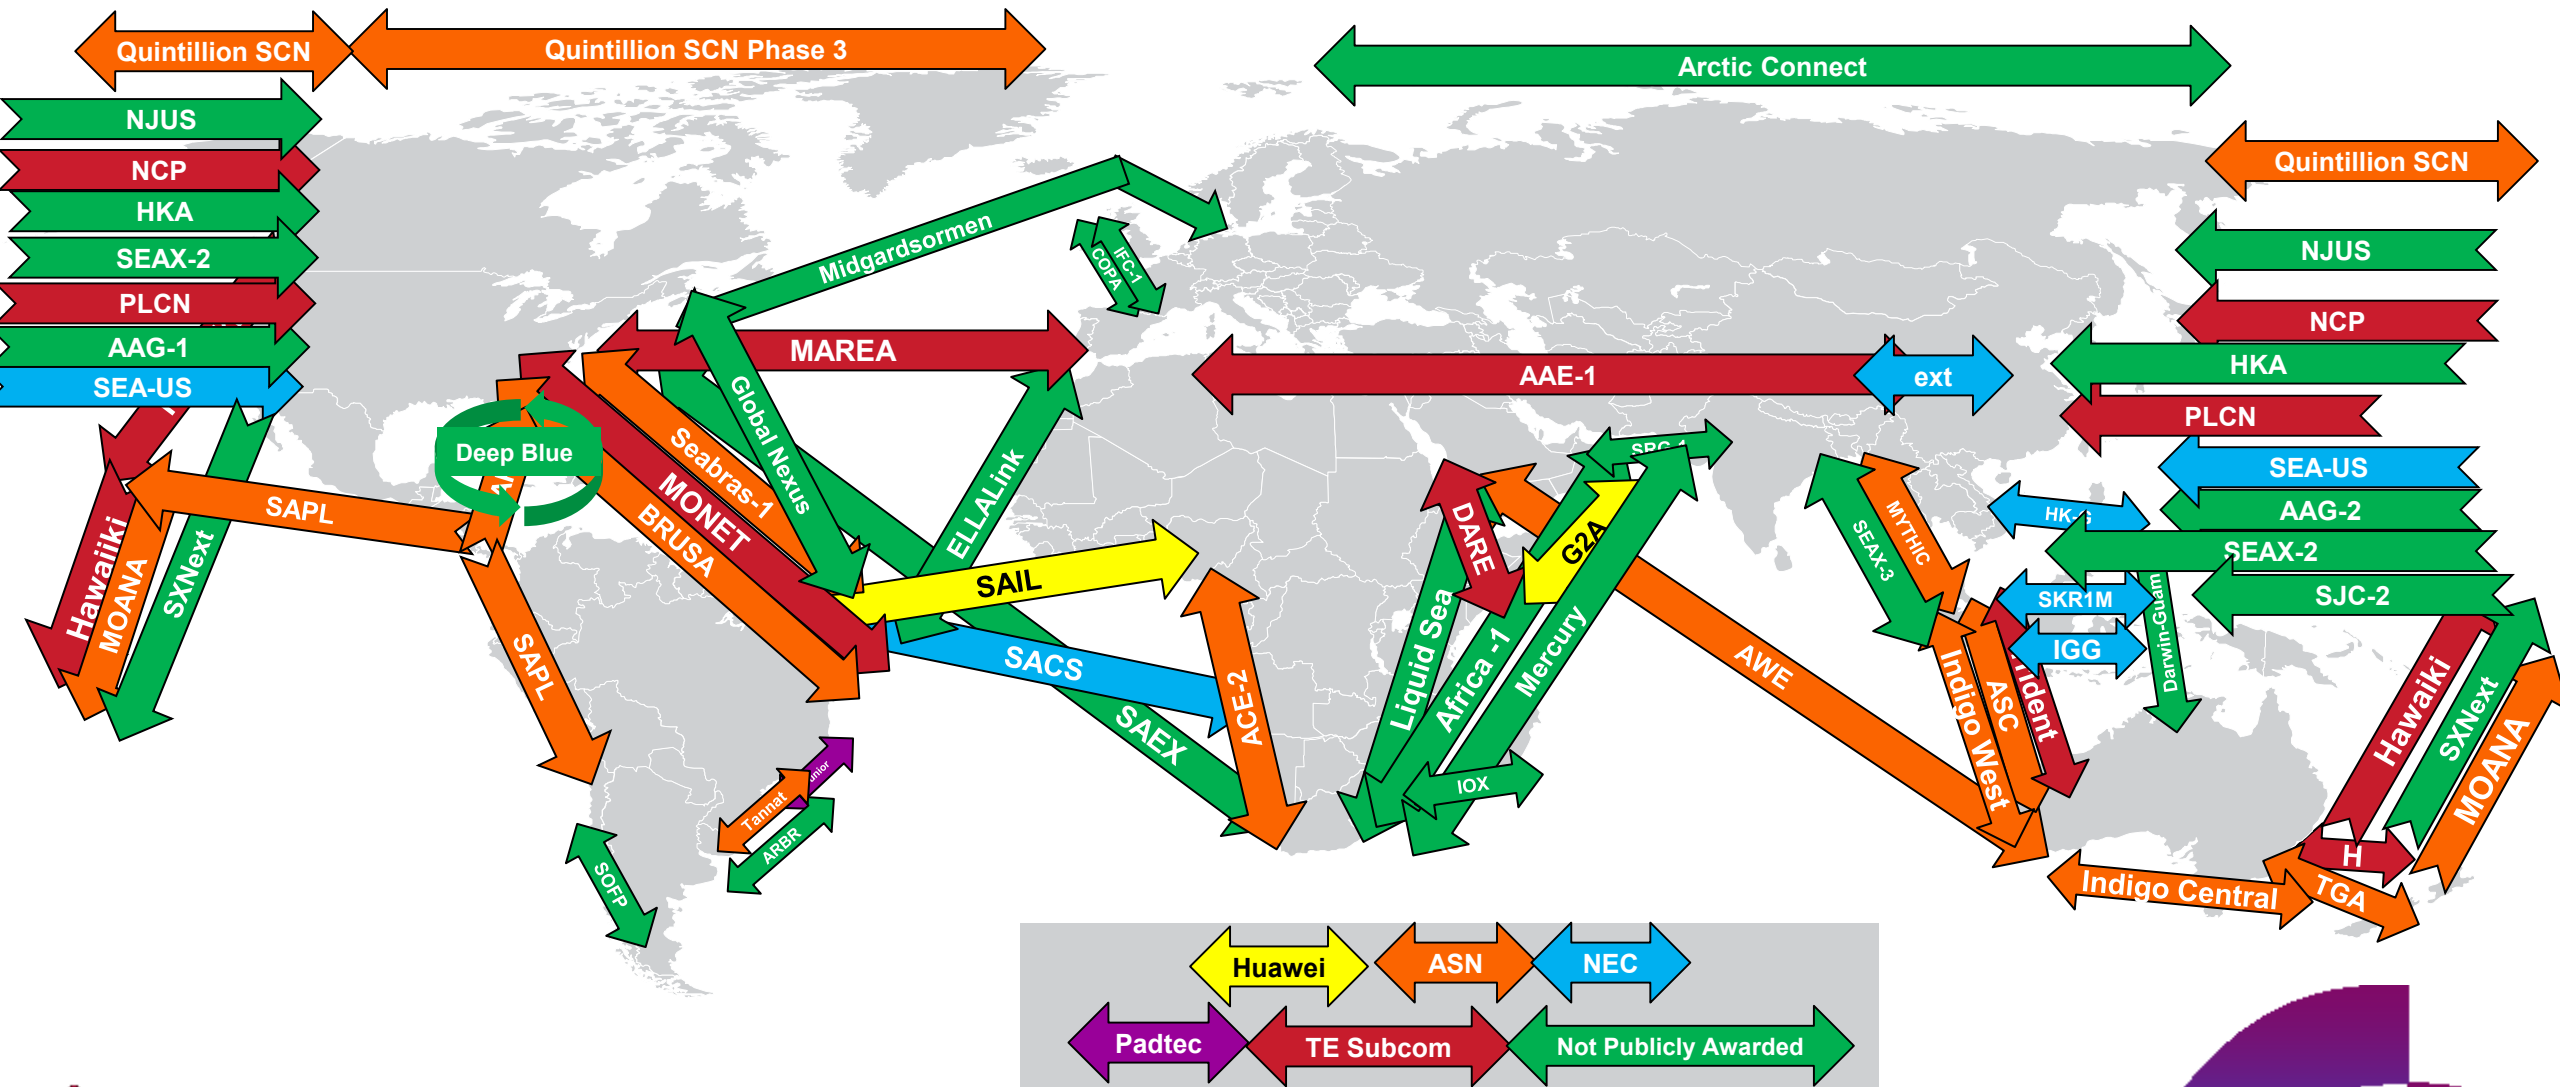 Quintillion SCN
Quintillion SCN Phase 3
Arctic Connect
NJUS
NCP
HKA
SEAX-2
PLCN
AAG-1
SEA-US
Quintillion SCN
NJUS
NCP
HKA
PLCN
SEA-US
AAG-2
SEAX-2
SJC-2
Midgardsormen
COPA
IFC-1
MAREA
AAE-1
ext
Global Nexus
Seabras-1
MONET
BRUSA
Deep Blue
SAPL
Hawaiiki
MOANA
SXNext
SAPL
ELLALink
SAIL
SACS
SAEX
ACE-2
DARE
G2A
Liquid Sea
Africa -1
Mercury
IOX
AWE
SEAX-3
MYTHIC
HK-G
SKR1M
IGG
Darwin-Guam
Indigo West
ASC
Hawaiki
SXNext
MOANA
H
TGA
Indigo Central
Tannat
ARBR
SOFP
Huawei
ASN
NEC
Padtec
TE Subcom
Not Publicly Awarded